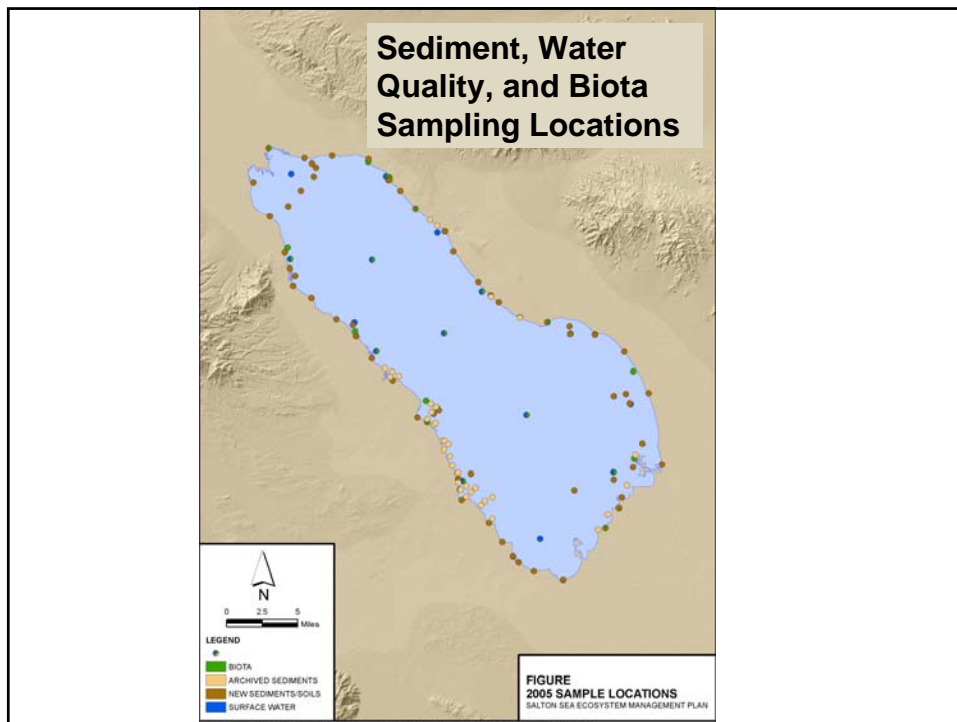 Sediment, Water
Quality, and Biota
Sampling Locations
N
0 2.5 5
Miles
LEGEND
BIOTA
ARCHIVED SEDIMENTS
NEW SEDIMENTS/SOILS
SURFACE WATER
FIGURE
2005 SAMPLE LOCATIONS
SALTON SEA ECOSYSTEM MANAGEMENT PLAN